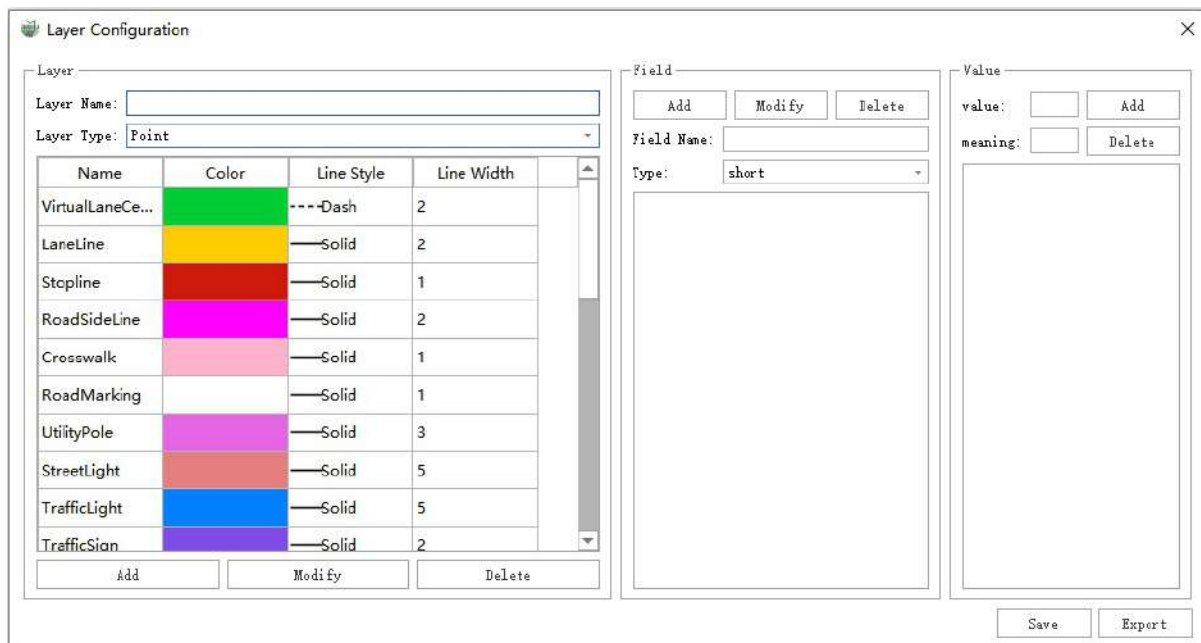 Layer Configuration
Layer
Layer Name:
Layer Type: Point
Name Color Line Style Line Width
VirtualLaneCe... Dash 2
LaneLine Solid 2
Stopline Solid 1
RoadSideLine Solid 2
Crosswalk Solid 1
RoadMarking Solid 1
UtilityPole Solid 3
StreetLight Solid 5
TrafficLight Solid 5
TrafficSign Solid 2
Add Modify Delete
Field
Add Modify Delete
Field Name:
Type: short
Value
value: Add
meaning: Delete
Save Export